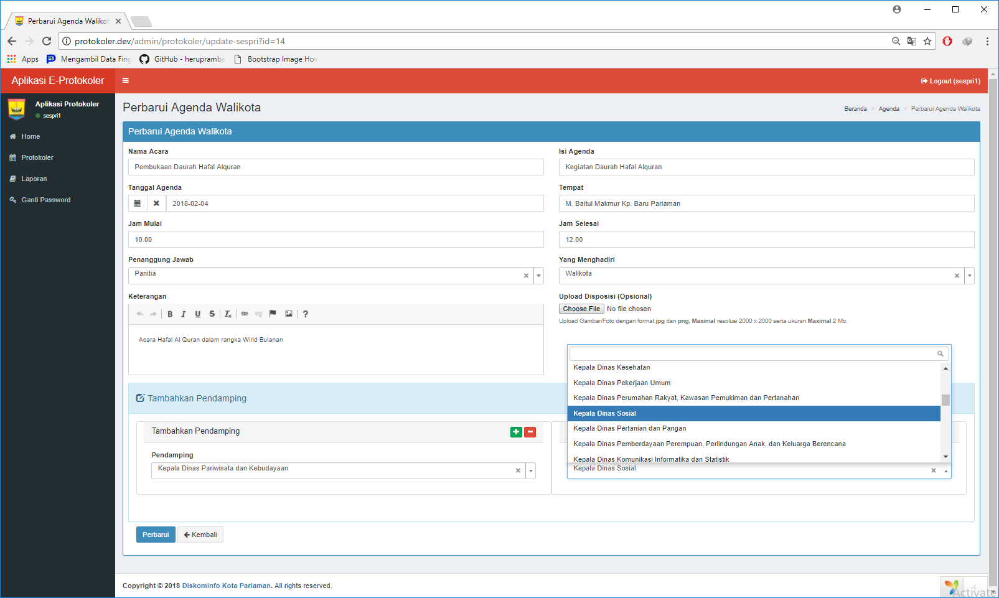 Perbarui Agenda Walikot
protokoler.dev/admin/protokoler/update-sespri?id=14
Apps
Mengambil Data Fing
GitHub - herupramba
Bootstrap Image Hov
Aplikasi E-Protokoler
Logout (sespri1)
Aplikasi Protokoler
sespri1
Home
Protokoler
Laporan
Ganti Password
Perbarui Agenda Walikota
Beranda > Agenda > Perbarui Agenda Walikota
Perbarui Agenda Walikota
Nama Acara
Pembukaan Daurah Hafal Alquran
Isi Agenda
Kegiatan Daurah Hafal Alquran
Tanggal Agenda
2018-02-04
Tempat
M. Baitul Makmur Kp. Baru Pariaman
Jam Mulai
10.00
Jam Selesai
12.00
Penanggung Jawab
Panitia
Yang Menghadiri
Walikota
Keterangan
B I U S Ix ?
Acara Hafal Al Quran dalam rangka Wirid Bulanan
Upload Disposisi (Opsional)
Choose File No file chosen
Upload Gambar/Foto dengan format jpg dan png, Maximal resolusi 2000 x 2000 serta ukuran Maximal 2 Mb.
Tambahkan Pendamping
Tambahkan Pendamping
Pendamping
Kepala Dinas Pariwisata dan Kebudayaan
Kepala Dinas Kesehatan
Kepala Dinas Pekerjaan Umum
Kepala Dinas Perumahan Rakyat, Kawasan Pemukiman dan Pertanahan
Kepala Dinas Sosial
Kepala Dinas Pertanian dan Pangan
Kepala Dinas Pemberdayaan Perempuan, Perlindungan Anak, dan Keluarga Berencana
Kepala Dinas Komunikasi Informatika dan Statistik
Kepala Dinas Sosial
Perbarui
Kembali
Copyright © 2018 Diskominfo Kota Pariaman. All rights reserved.
Activate